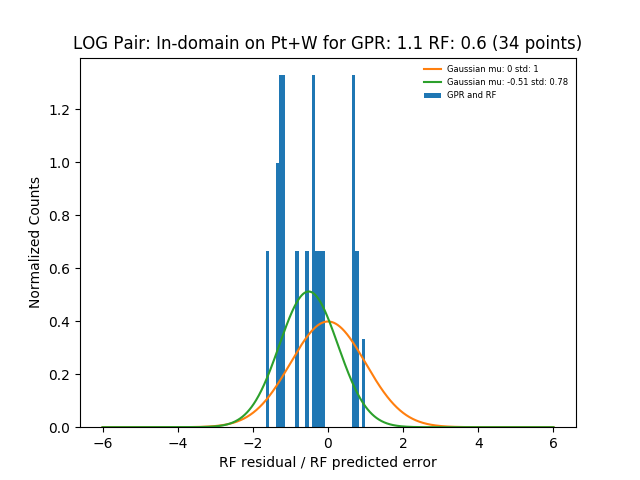 LOG Pair: In-domain on Pt+W for GPR: 1.1 RF: 0.6 (34 points)
Gaussian mu: 0 std: 1
Gaussian mu: -0.51 std: 0.78
GPR and RF
Normalized Counts
1.2
1.0
0.8
0.6
0.4
0.2
0.0
−6 −4 −2 0 2 4 6
RF residual / RF predicted error